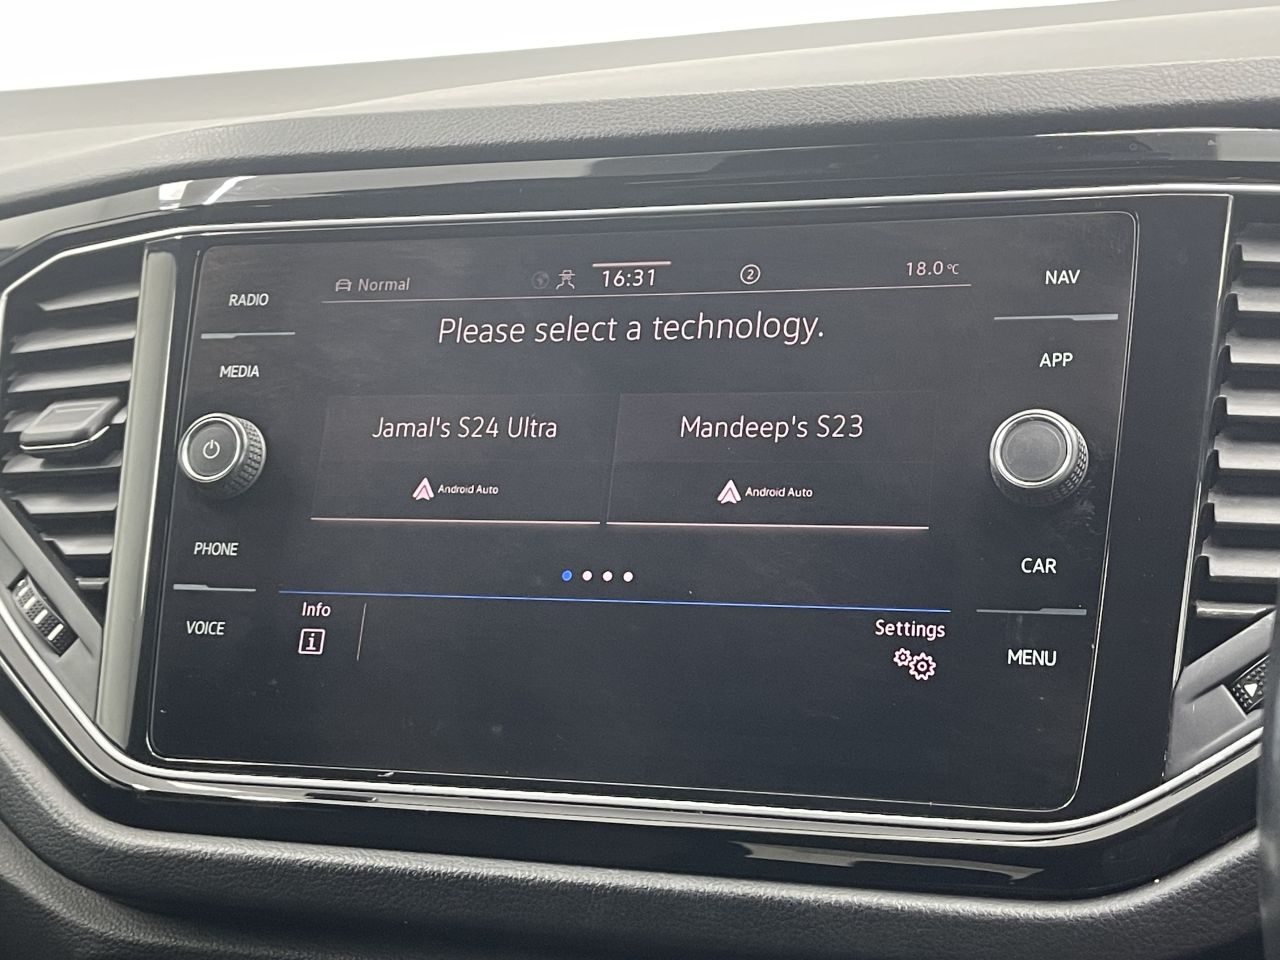 RADIO
MEDIA
PHONE
VOICE
Normal
16:31
2
18.0°C
Please select a technology.
Jamal's S24 Ultra
Android Auto
Mandeep's S23
Android Auto
Info
i
Settings
NAV
APP
CAR
MENU